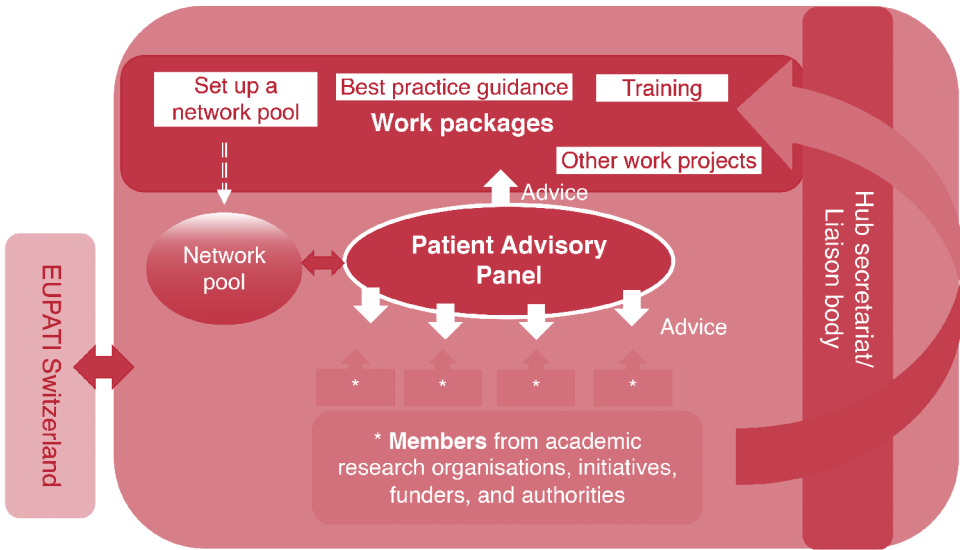 Set up a
network pool
Best practice guidance
Training
Work packages
Other work projects
Advice
Network
pool
Patient Advisory
Panel
Advice
EUPATI Switzerland
Hub secretariat/
Liaison body
*
*
*
*
* Members from academic
research organisations, initiatives,
funders, and authorities